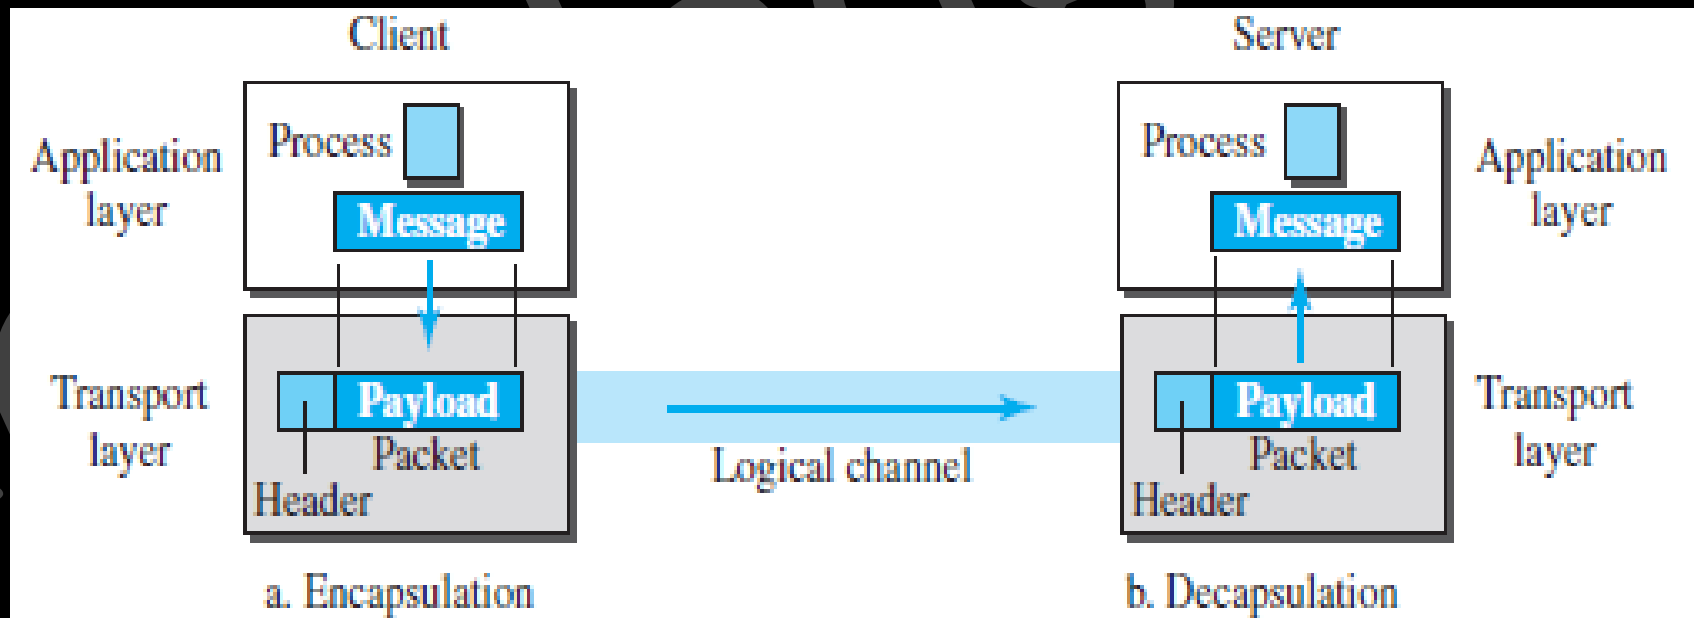 Client
Server
Application
layer
Process
Message
Process
Message
Application
layer
Transport
layer
Payload
Packet
Header
Logical channel
Payload
Packet
Header
Transport
layer
a. Encapsulation
b. Decapsulation